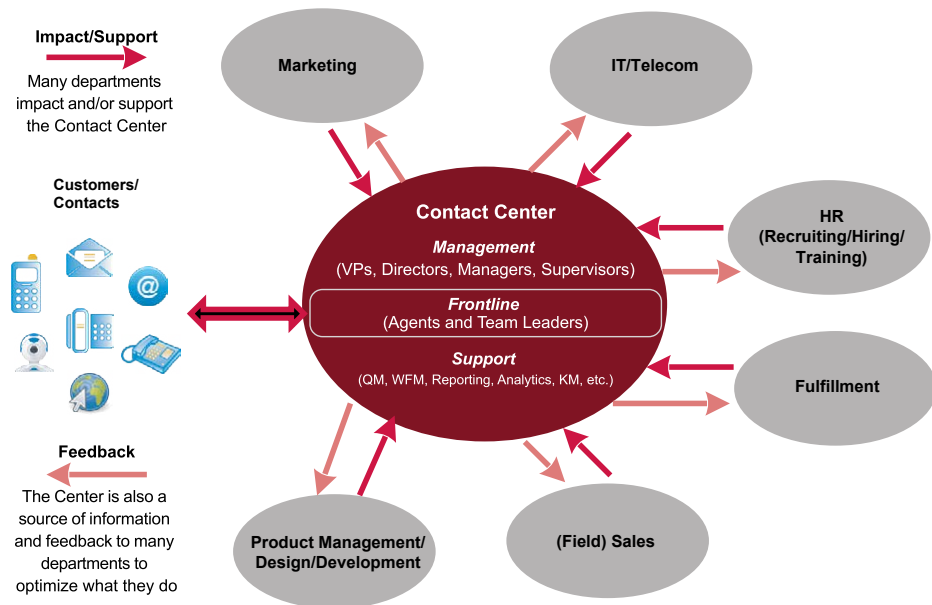 Impact/Support
Many departments
impact and/or support
the Contact Center
Marketing
IT/Telecom
Customers/
Contacts
@
Contact Center
Management
(VPs, Directors, Managers, Supervisors)
Frontline
(Agents and Team Leaders)
Support
(QM, WFM, Reporting, Analytics, KM, etc.)
HR
(Recruiting/Hiring/
Training)
Fulfillment
Feedback
The Center is also a
source of information
and feedback to many
departments to
optimize what they do
Product Management/
Design/Development
(Field) Sales